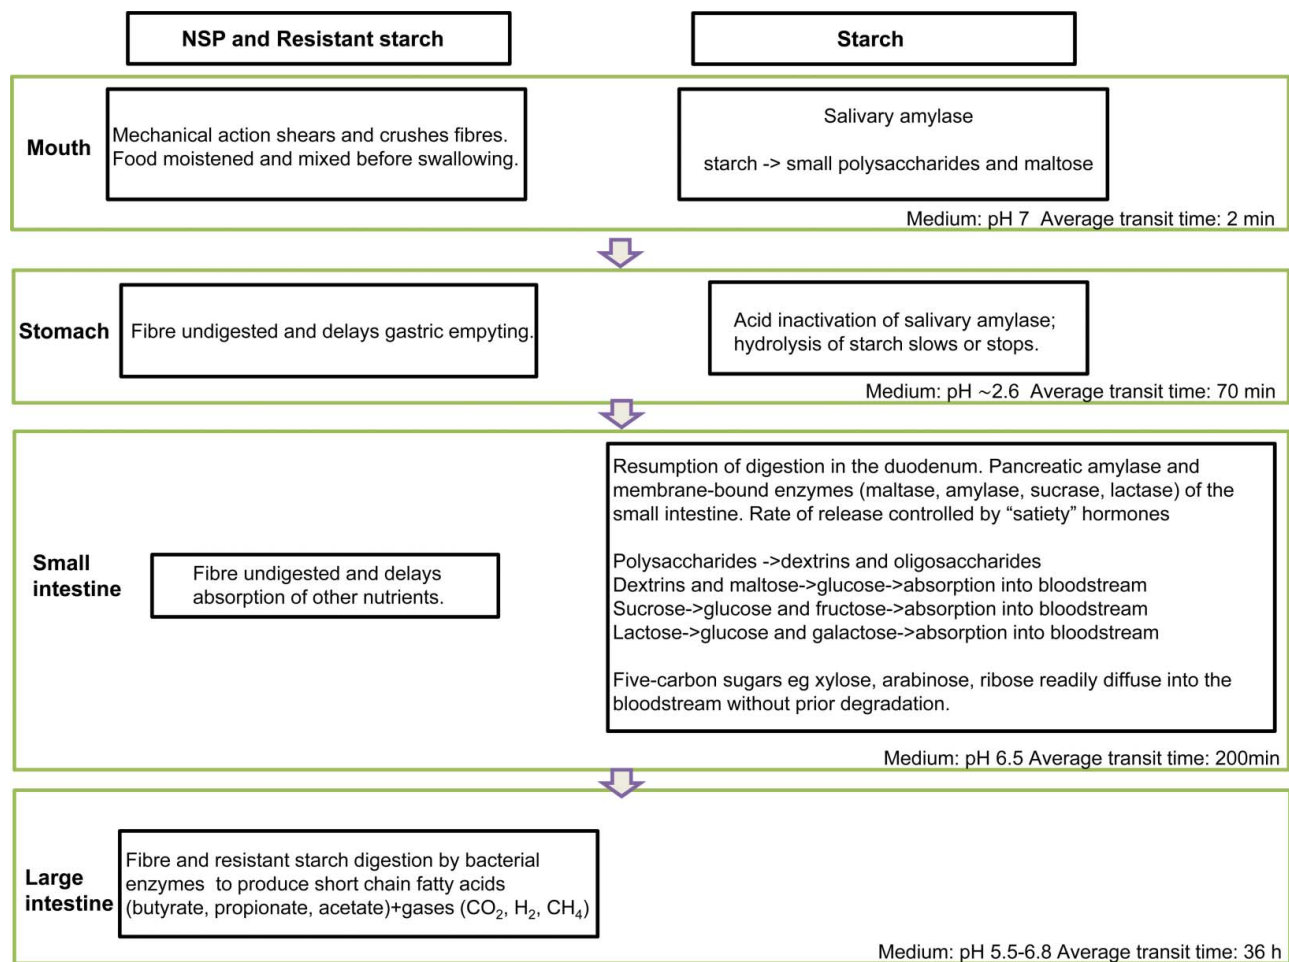 NSP and Resistant starch
Starch
Mouth
Mechanical action shears and crushes fibres.
Food moistened and mixed before swallowing.
Salivary amylase
starch -> small polysaccharides and maltose
Medium: pH 7 Average transit time: 2 min
Stomach
Fibre undigested and delays gastric empyting.
Acid inactivation of salivary amylase;
hydrolysis of starch slows or stops.
Medium: pH ~2.6 Average transit time: 70 min
Small
intestine
Fibre undigested and delays
absorption of other nutrients.
Resumption of digestion in the duodenum. Pancreatic amylase and
membrane-bound enzymes (maltase, amylase, sucrase, lactase) of the
small intestine. Rate of release controlled by “satiety” hormones
Polysaccharides ->dextrins and oligosaccharides
Dextrins and maltose->glucose->absorption into bloodstream
Sucrose->glucose and fructose->absorption into bloodstream
Lactose->glucose and galactose->absorption into bloodstream
Five-carbon sugars eg xylose, arabinose, ribose readily diffuse into the
bloodstream without prior degradation.
Medium: pH 6.5 Average transit time: 200min
Large
intestine
Fibre and resistant starch digestion by bacterial
enzymes to produce short chain fatty acids
(butyrate, propionate, acetate)+gases (CO₂, H₂, CH₄)
Medium: pH 5.5-6.8 Average transit time: 36 h